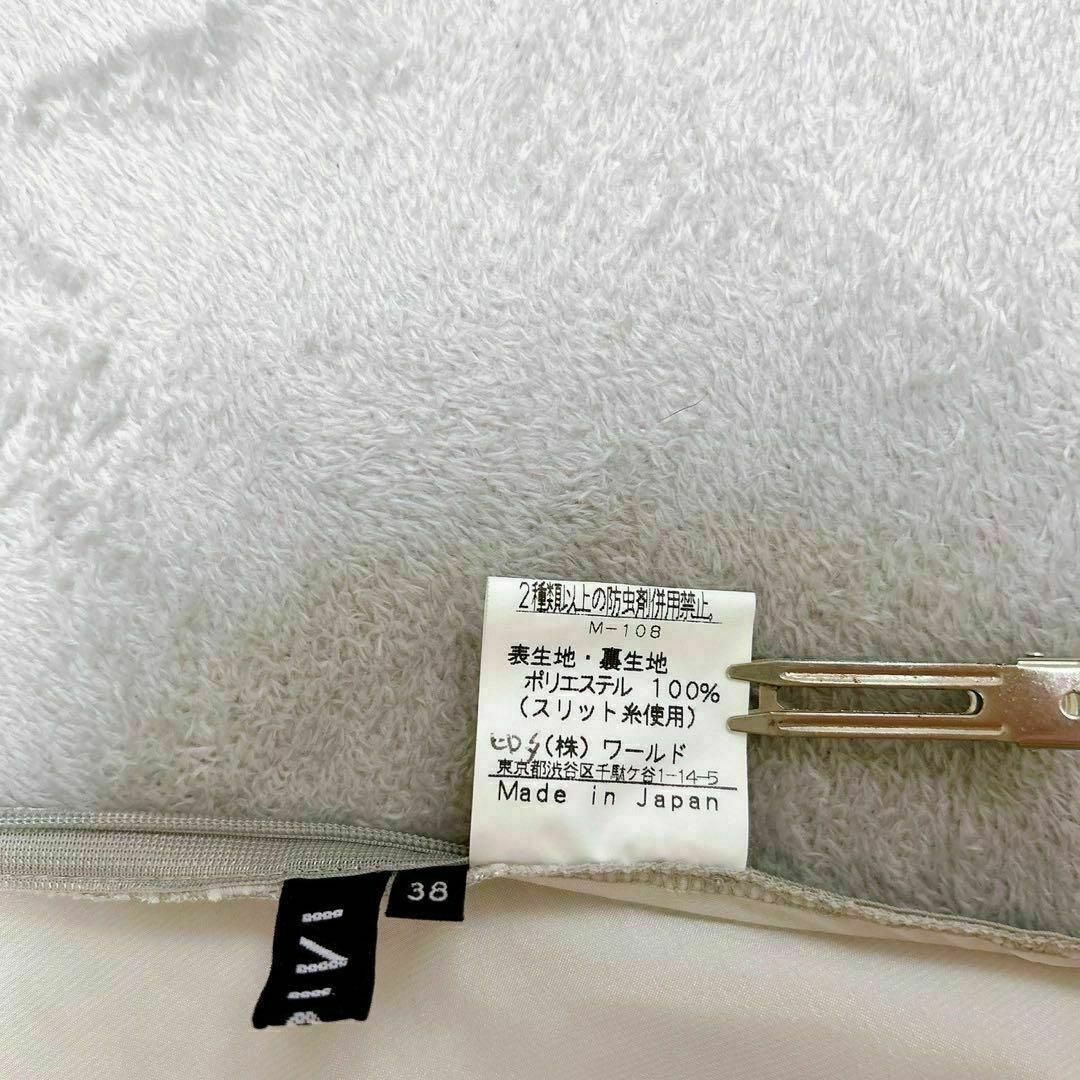 2種類以上の防虫剤併用禁止。
M-108
表生地・裏生地
ポリエステル 100%
(スリット糸使用)
(株)ワールド
東京都渋谷区千駄ケ谷1-14-5
Made in Japan
38